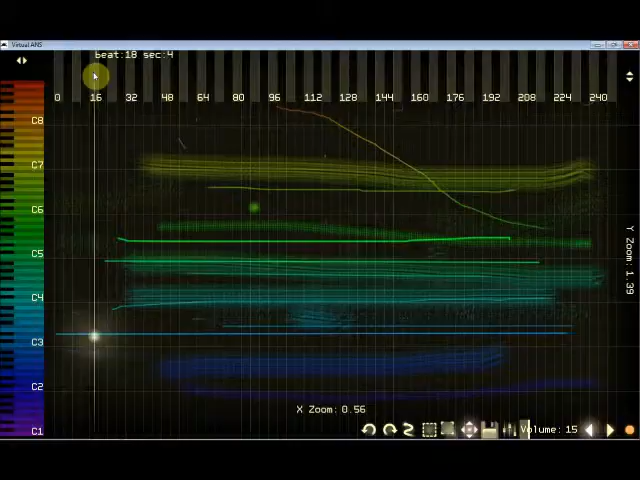 Virtual ANS
beat:18 sec:4
0 16 32 48 64 80 96 112 128 144 160 176 192 208 224 240
C8
C7
C6
C5
C4
C3
C2
C1
Y Zoom: 1.39
X Zoom: 0.56
Volume: 15